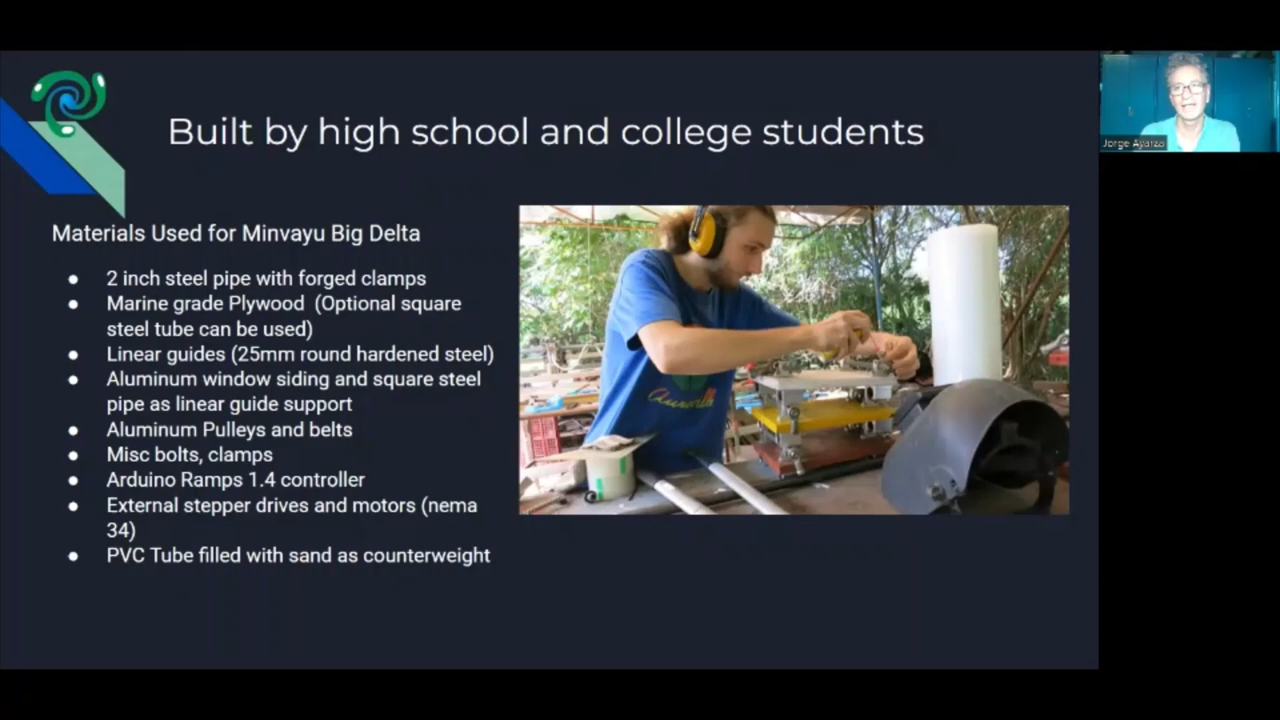 Built by high school and college students
Jorge Ayarza
Materials Used for Minvayu Big Delta
● 2 inch steel pipe with forged clamps
● Marine grade Plywood (Optional square
steel tube can be used)
● Linear guides (25mm round hardened steel)
● Aluminum window siding and square steel
pipe as linear guide support
● Aluminum Pulleys and belts
● Misc bolts, clamps
● Arduino Ramps 1.4 controller
● External stepper drives and motors (nema
34)
● PVC Tube filled with sand as counterweight